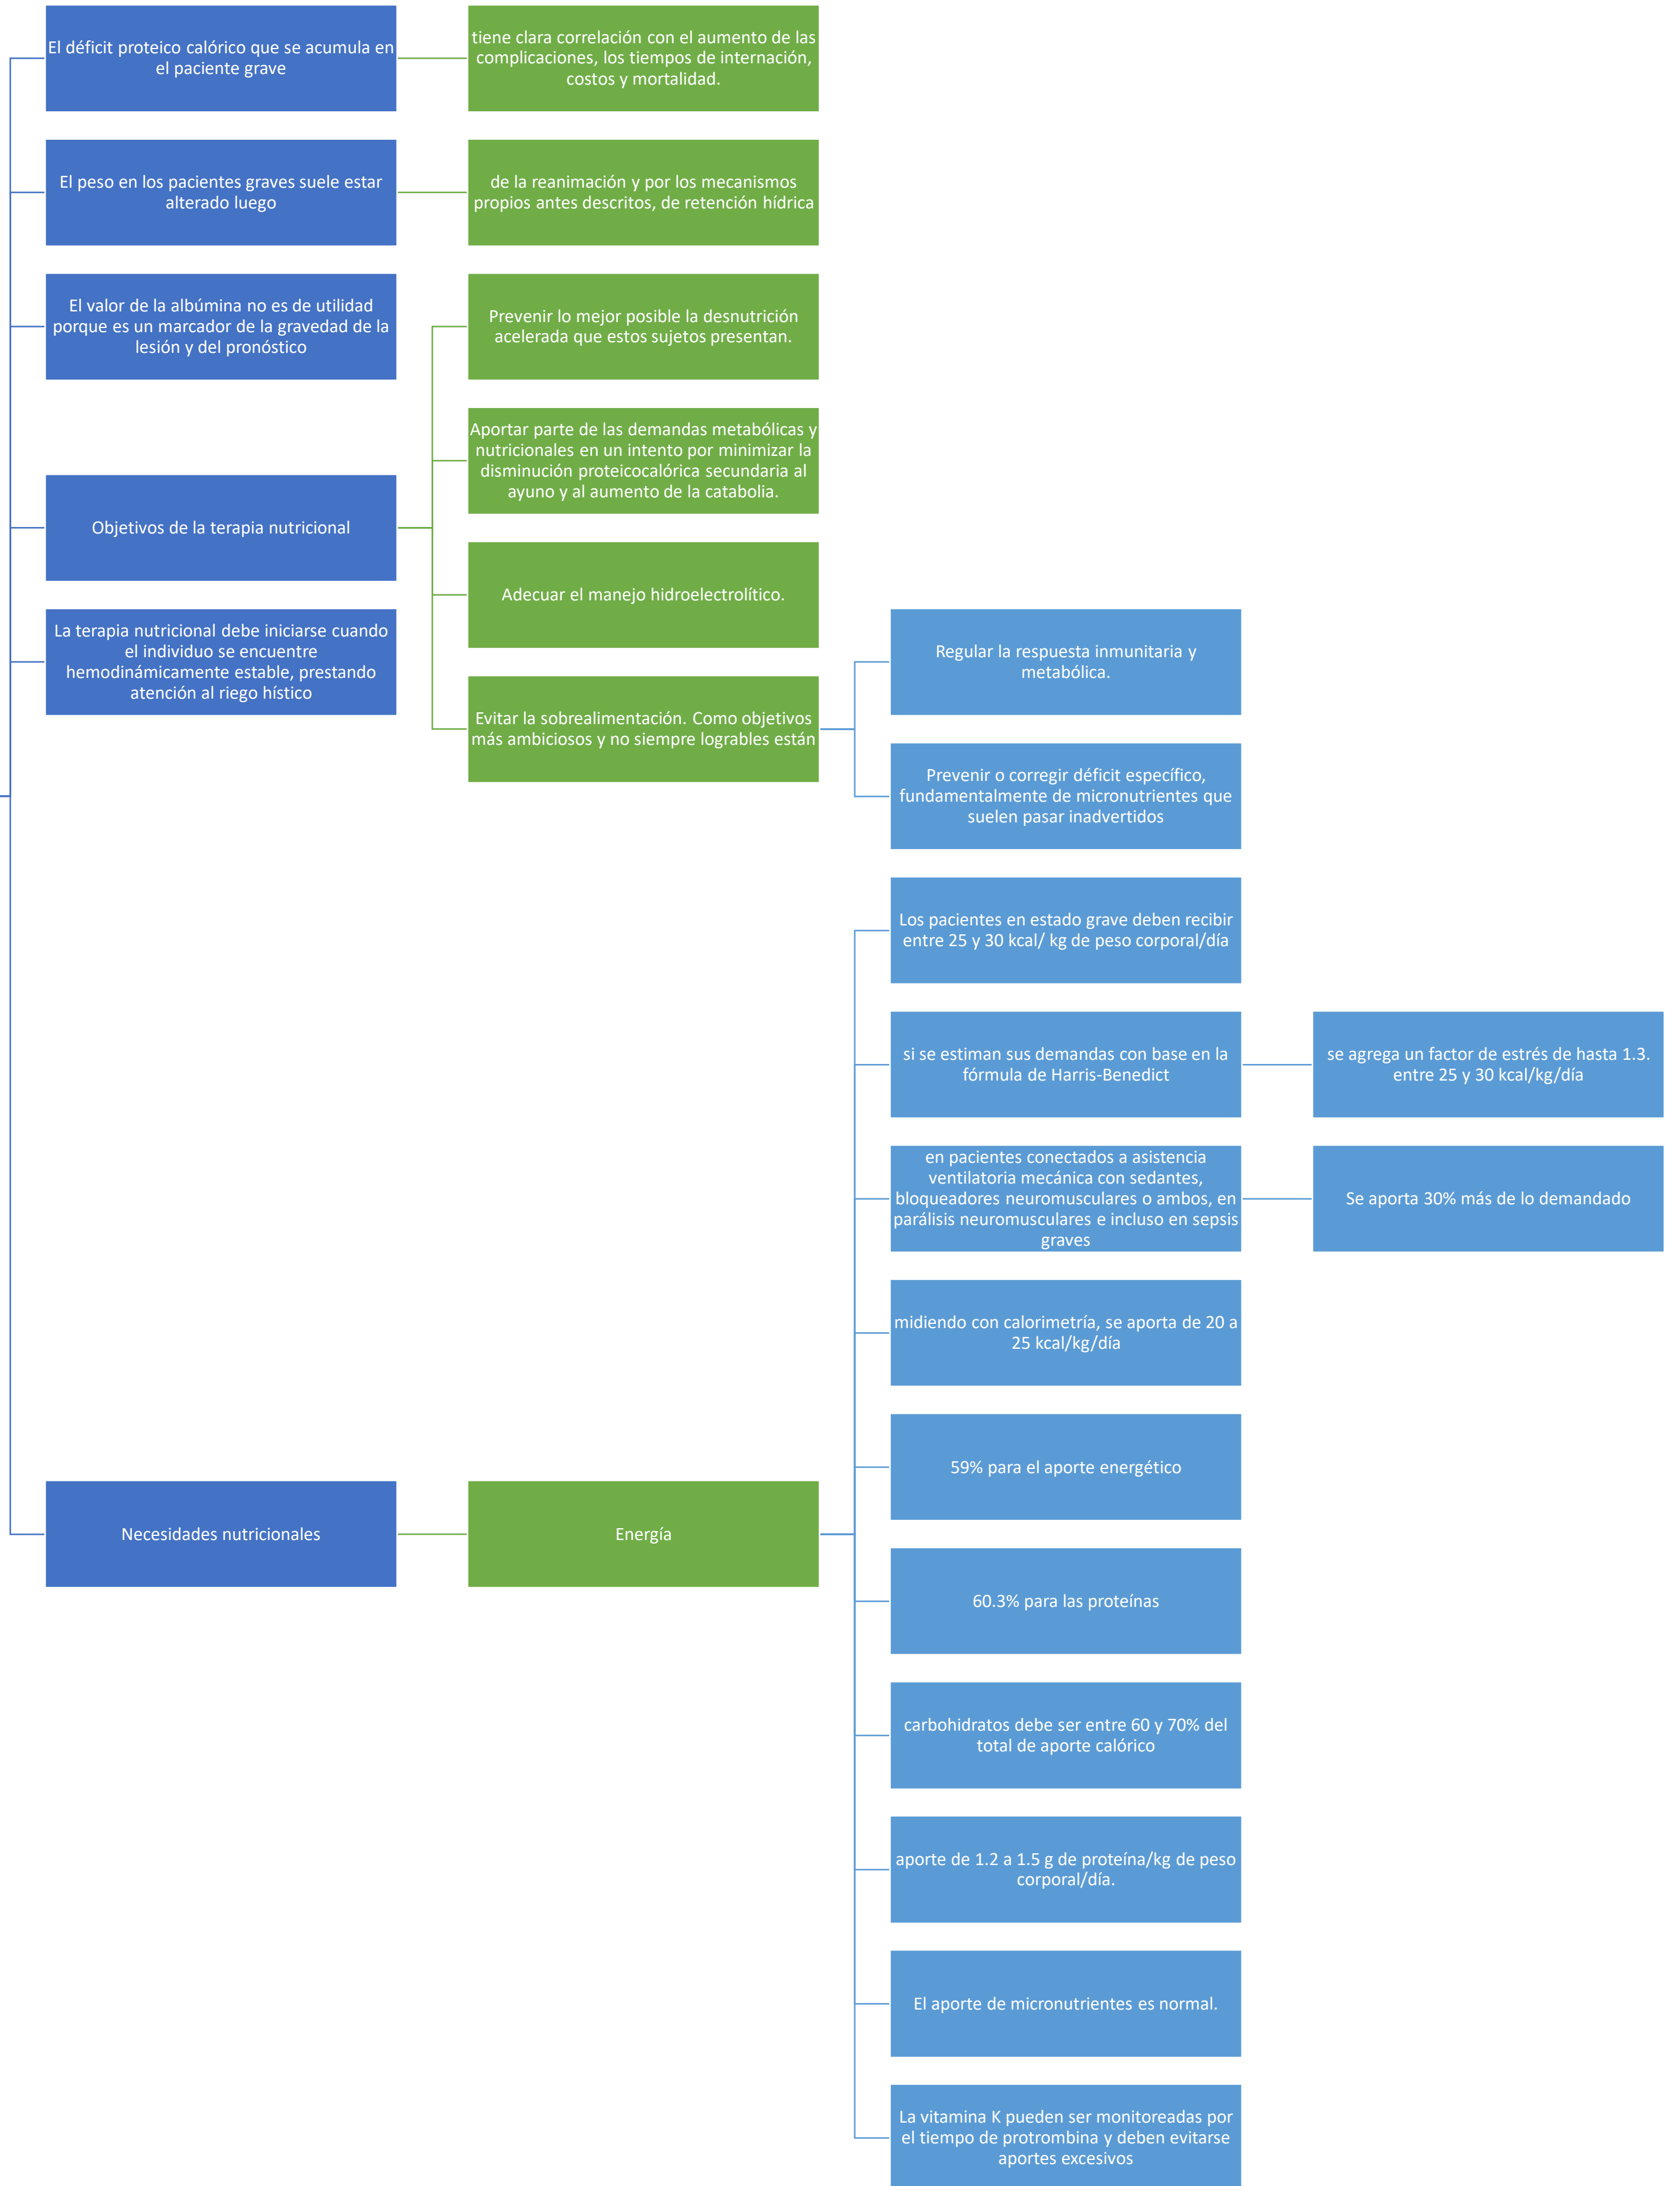 El déficit proteico calórico que se acumula en
el paciente grave
tiene clara correlación con el aumento de las
complicaciones, los tiempos de internación,
costos y mortalidad.
El peso en los pacientes graves suele estar
alterado luego
de la reanimación y por los mecanismos
propios antes descritos, de retención hídrica
El valor de la albúmina no es de utilidad
porque es un marcador de la gravedad de la
lesión y del pronóstico
Objetivos de la terapia nutricional
Prevenir lo mejor posible la desnutrición
acelerada que estos sujetos presentan.
Aportar parte de las demandas metabólicas y
nutricionales en un intento por minimizar la
disminución proteicocalórica secundaria al
ayuno y al aumento de la catabolia.
Adecuar el manejo hidroelectrolítico.
Evitar la sobrealimentación. Como objetivos
más ambiciosos y no siempre logrables están
Regular la respuesta inmunitaria y
metabólica.
Prevenir o corregir déficit específico,
fundamentalmente de micronutrientes que
suelen pasar inadvertidos
La terapia nutricional debe iniciarse cuando
el individuo se encuentre
hemodinámicamente estable, prestando
atención al riego hístico
Necesidades nutricionales
Energía
Los pacientes en estado grave deben recibir
entre 25 y 30 kcal/ kg de peso corporal/día
si se estiman sus demandas con base en la
fórmula de Harris-Benedict
se agrega un factor de estrés de hasta 1.3.
entre 25 y 30 kcal/kg/día
en pacientes conectados a asistencia
ventilatoria mecánica con sedantes,
bloqueadores neuromusculares o ambos, en
parálisis neuromusculares e incluso en sepsis
graves
Se aporta 30% más de lo demandado
midiendo con calorimetría, se aporta de 20 a
25 kcal/kg/día
59% para el aporte energético
60.3% para las proteínas
carbohidratos debe ser entre 60 y 70% del
total de aporte calórico
aporte de 1.2 a 1.5 g de proteína/kg de peso
corporal/día.
El aporte de micronutrientes es normal.
La vitamina K pueden ser monitoreadas por
el tiempo de protrombina y deben evitarse
aportes excesivos